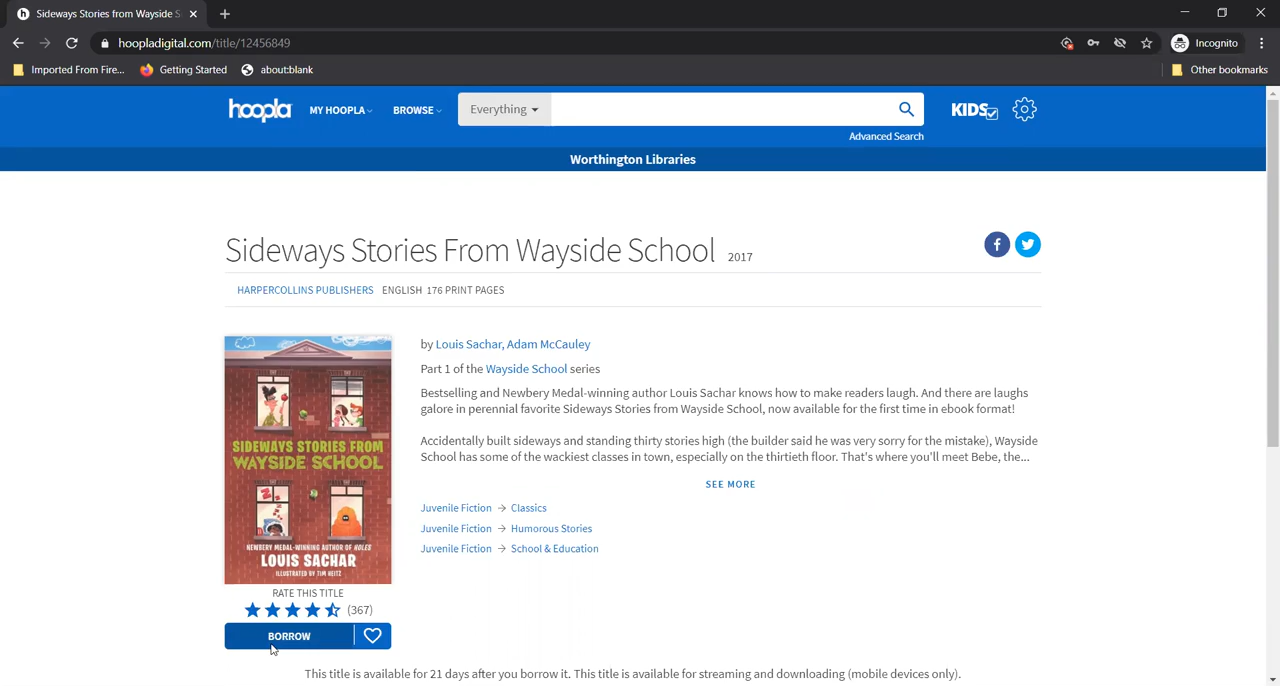 Sideways Stories from Wayside S
hoopladigital.com/title/12456849
Incognito
Imported From Fire...
Getting Started
about:blank
Other bookmarks
hoopla
MY HOOPLA
BROWSE
Everything
KIDS
Advanced Search
Worthington Libraries
Sideways Stories From Wayside School 2017
HARPERCOLLINS PUBLISHERS ENGLISH 176 PRINT PAGES
by Louis Sachar, Adam McCauley
Part 1 of the Wayside School series
Bestselling and Newbery Medal-winning author Louis Sachar knows how to make readers laugh. And there are laughs
galore in perennial favorite Sideways Stories from Wayside School, now available for the first time in ebook format!
Accidentally built sideways and standing thirty stories high (the builder said he was very sorry for the mistake), Wayside
School has some of the wackiest classes in town, especially on the thirtieth floor. That's where you'll meet Bebe, the...
SEE MORE
Juvenile Fiction → Classics
Juvenile Fiction → Humorous Stories
Juvenile Fiction → School & Education
SIDEWAYS STORIES FROM
WAYSIDE SCHOOL
NEWBERY MEDAL-WINNING AUTHOR OF HOLES
LOUIS SACHAR
ILLUSTRATED BY TIM HEITZ
RATE THIS TITLE
(367)
BORROW
This title is available for 21 days after you borrow it. This title is available for streaming and downloading (mobile devices only).